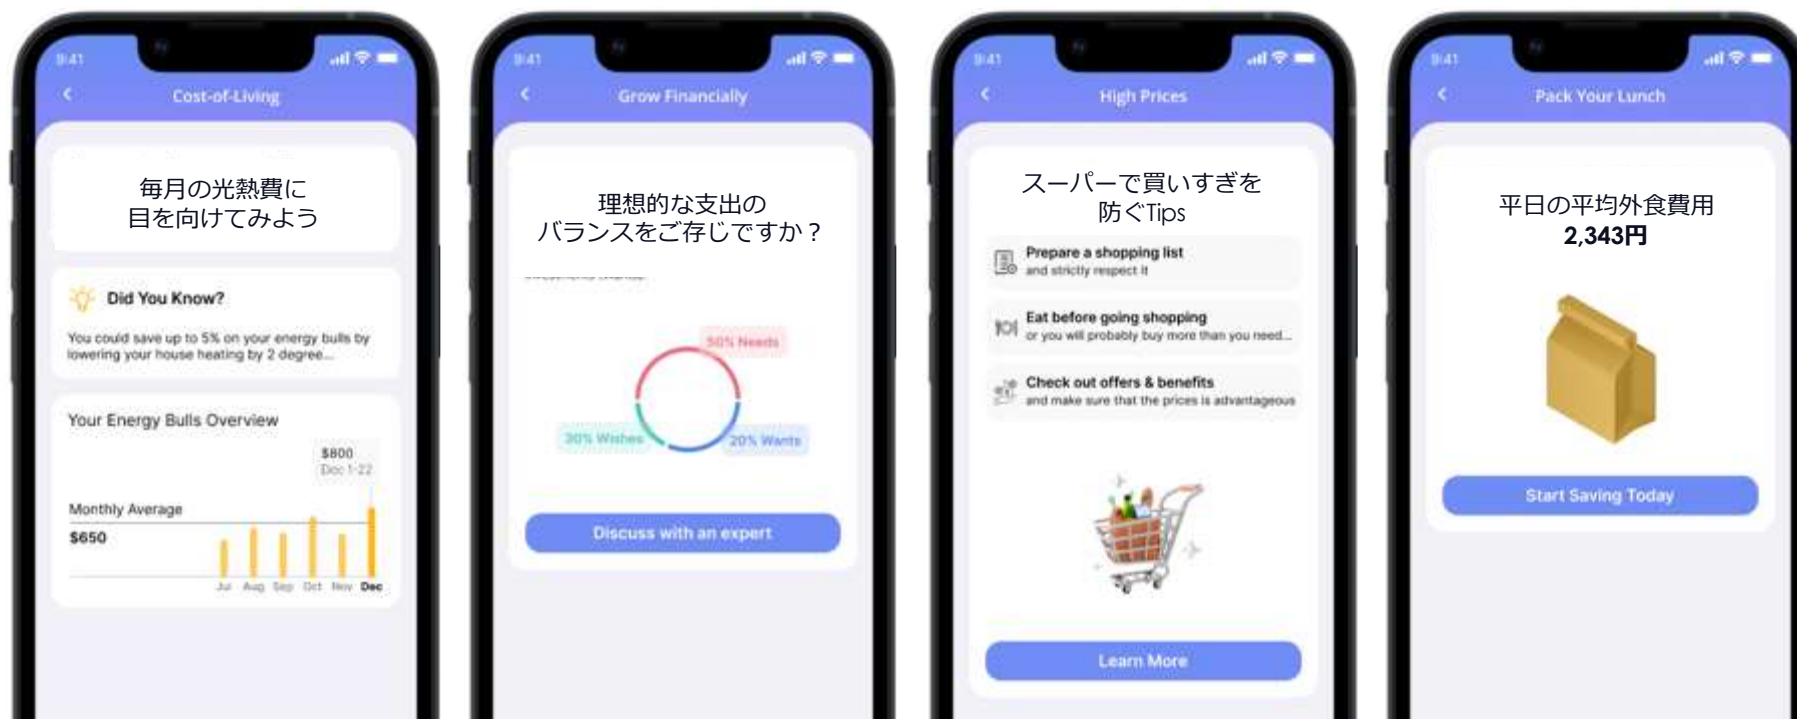 9:41
Cost-of-Living
毎月の光熱費に
目を向けてみよう
Did You Know?
You could save up to 5% on your energy bulls by
lowering your house heating by 2 degree...
Your Energy Bulls Overview
$800
Dec 1-22
Monthly Average
$650
Jul Aug Sep Oct Nov Dec
9:41
Grow Financially
理想的な支出の
バランスをご存じですか？
50% Needs
30% Wishes
20% Wants
Discuss with an expert
9:41
High Prices
スーパーで買いすぎを
防ぐTips
Prepare a shopping list
and strictly respect it
Eat before going shopping
or you will probably buy more than you need...
Check out offers & benefits
and make sure that the prices is advantageous
Learn More
9:41
Pack Your Lunch
平日の平均外食費用
2,343円
Start Saving Today